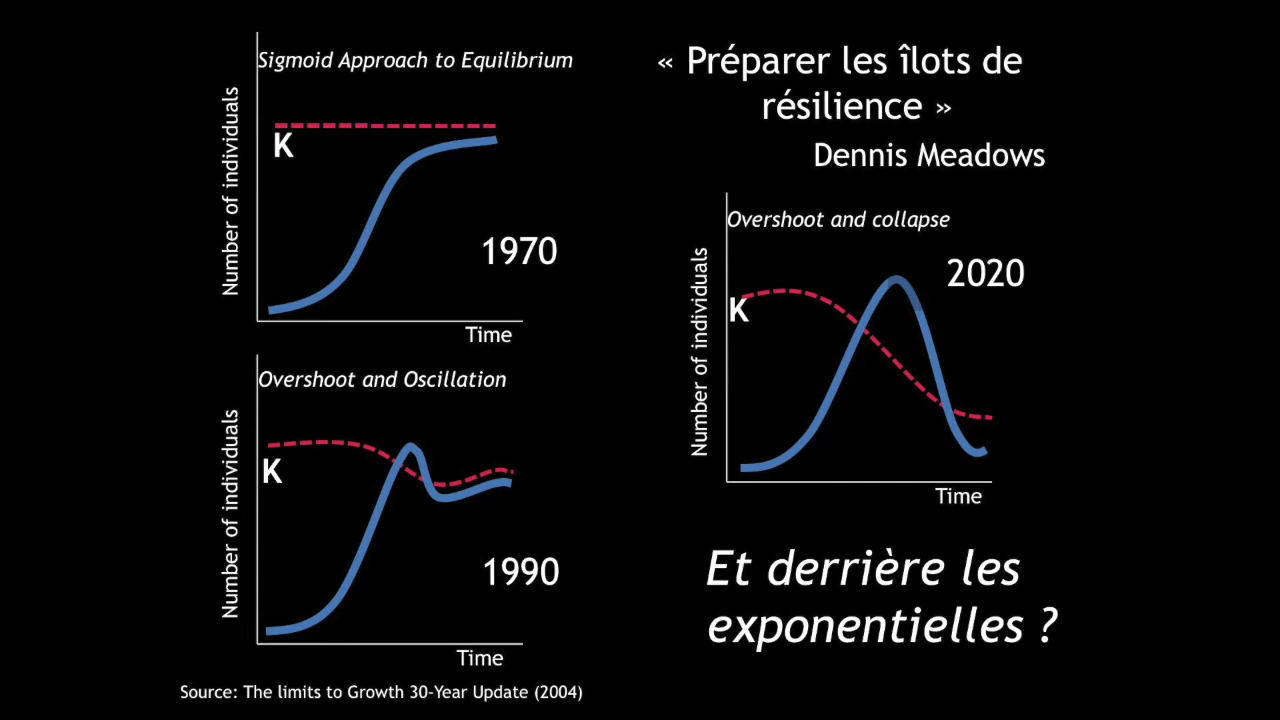 Sigmoid Approach to Equilibrium
Number of individuals
K
1970
Time
Overshoot and Oscillation
Number of individuals
K
1990
Time
Source: The limits to Growth 30-Year Update (2004)
« Préparer les îlots de
résilience »
Dennis Meadows
Overshoot and collapse
Number of individuals
K
2020
Time
Et derrière les
exponentielles ?